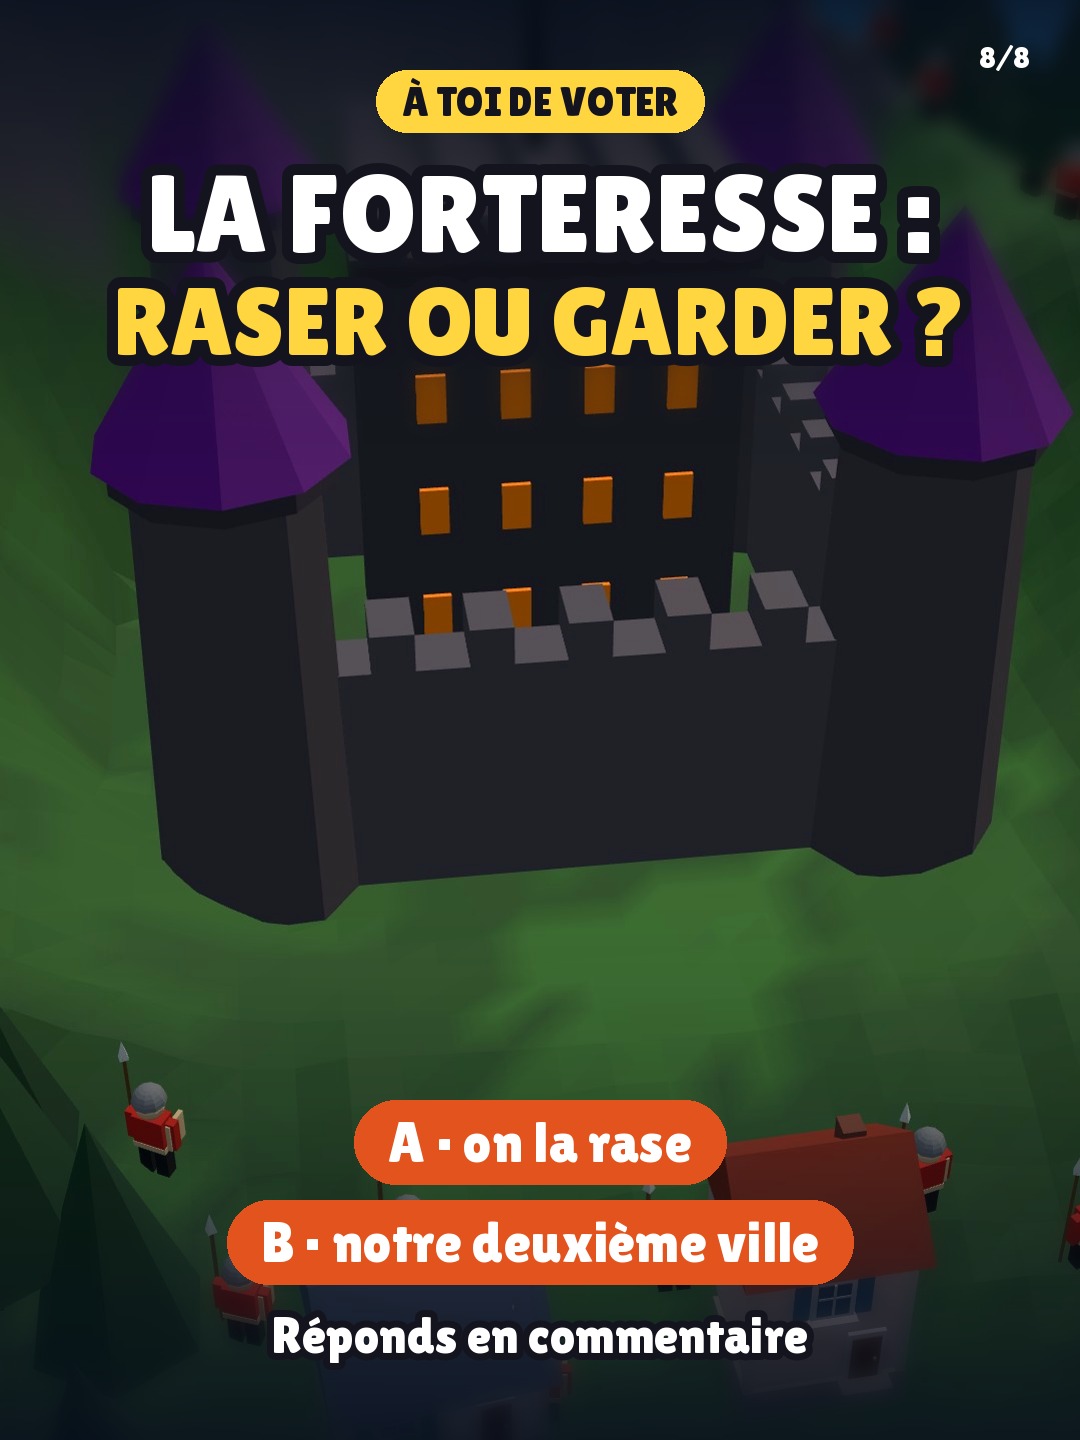 8/8
À TOI DE VOTER
LA FORTERESSE :
RASER OU GARDER ?
A · on la rase
B · notre deuxième ville
Réponds en commentaire